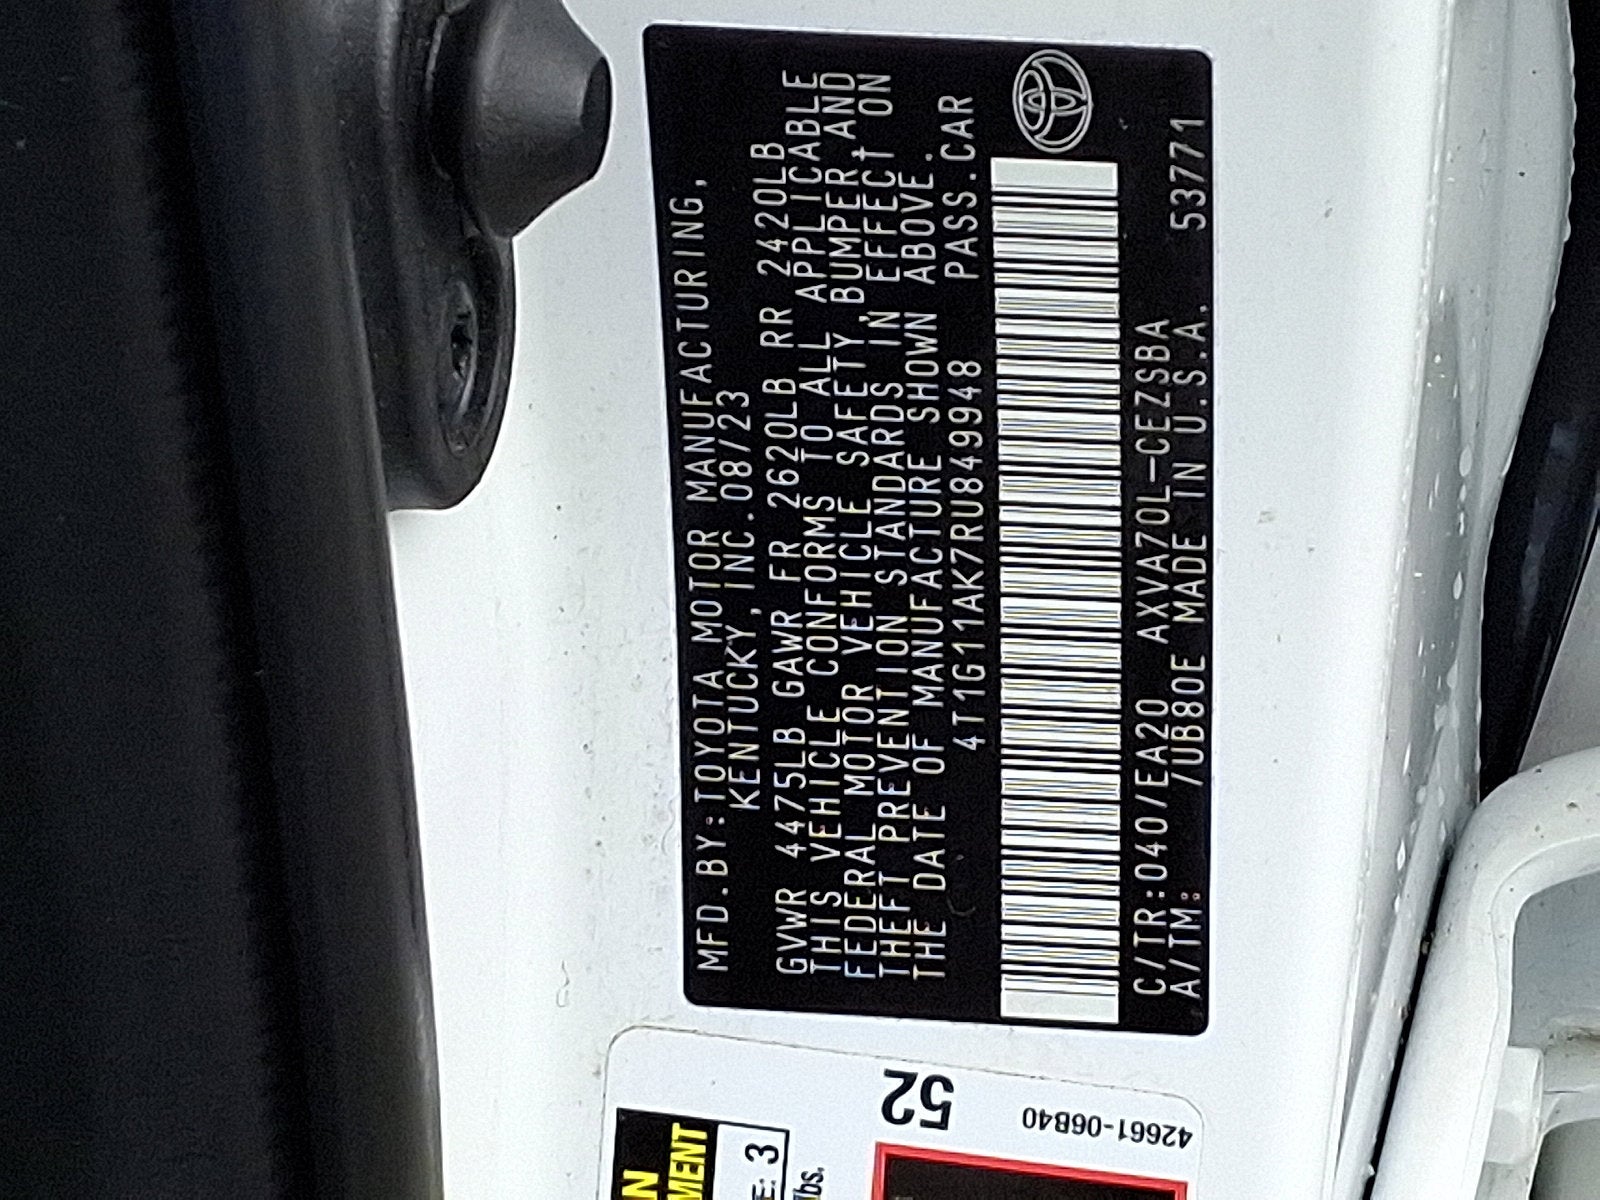 MFD.BY:TOYOTA MOTOR MANUFACTURING,
KENTUCKY, INC.08/23
GVWR 4475LB GAWR FR 2620LB RR 2420LB
THIS VEHICLE CONFORMS TO ALL APPLICABLE
FEDERAL MOTOR VEHICLE SAFETY, BUMPER, AND
THEFT PREVENTION STANDARDS IN EFFECT ON
THE DATE OF MANUFACTURE SHOWN ABOVE.
4T1G11AK7RU849948 PASS.CAR
C/TR:040/EA20 AXVA70L-CEZSBA
A/TM: /UB80E MADE IN U.S.A. 53771
52
42661-06B40
E: 3
lbs.